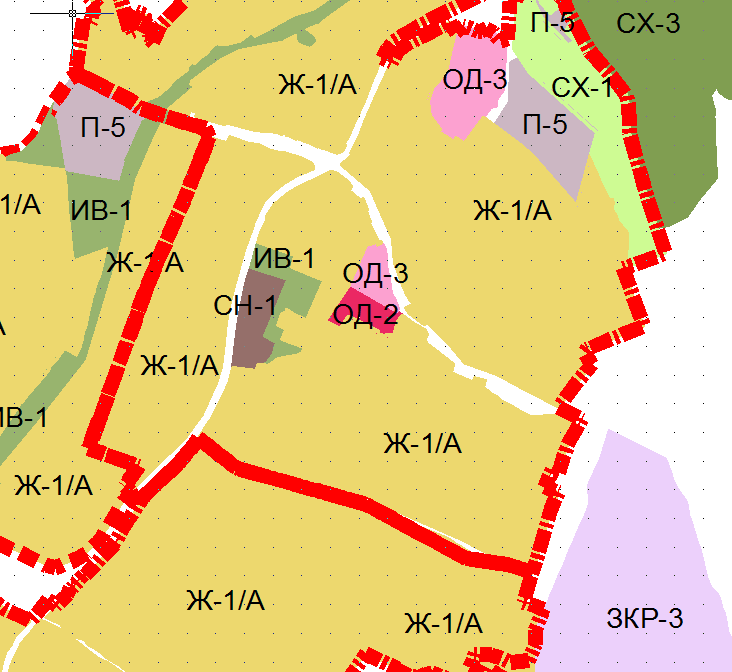 П-5
СХ-3
Ж-1/А
ОД-3
СХ-1
П-5
П-5
1/А
ИВ-1
Ж-1/А
Ж-1/А
ИВ-1
ОД-3
СН-1
ОД-2
А
Ж-1/А
ИВ-1
Ж-1/А
Ж-1/А
Ж-1/А
Ж-1/А
ЗКР-3